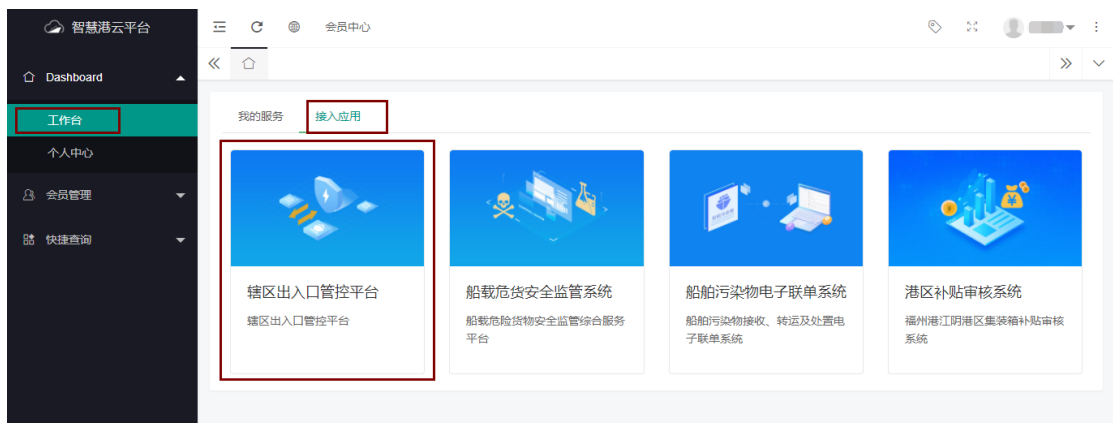 智慧港云平台
会员中心
Dashboard
工作台
个人中心
会员管理
快捷查询
我的服务
接入应用
辖区出入口管控平台
辖区出入口管控平台
船载危货安全监管系统
船载危险货物安全监管综合服务
平台
船舶污染物电子联单系统
船舶污染物接收、转运及处置电
子联单系统
港区补贴审核系统
福州港江阴港区集装箱补贴审核
系统